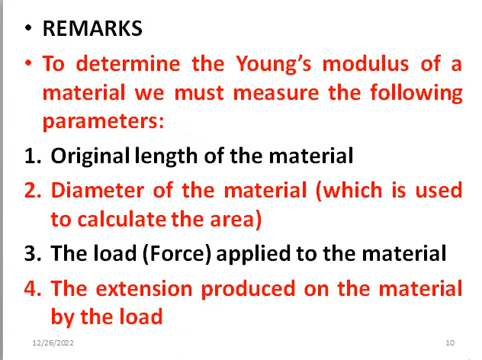 • REMARKS
• To determine the Young's modulus of a
material we must measure the following
parameters:
1. Original length of the material
2. Diameter of the material (which is used
to calculate the area)
3. The load (Force) applied to the material
4. The extension produced on the material
by the load
12/26/2022
10